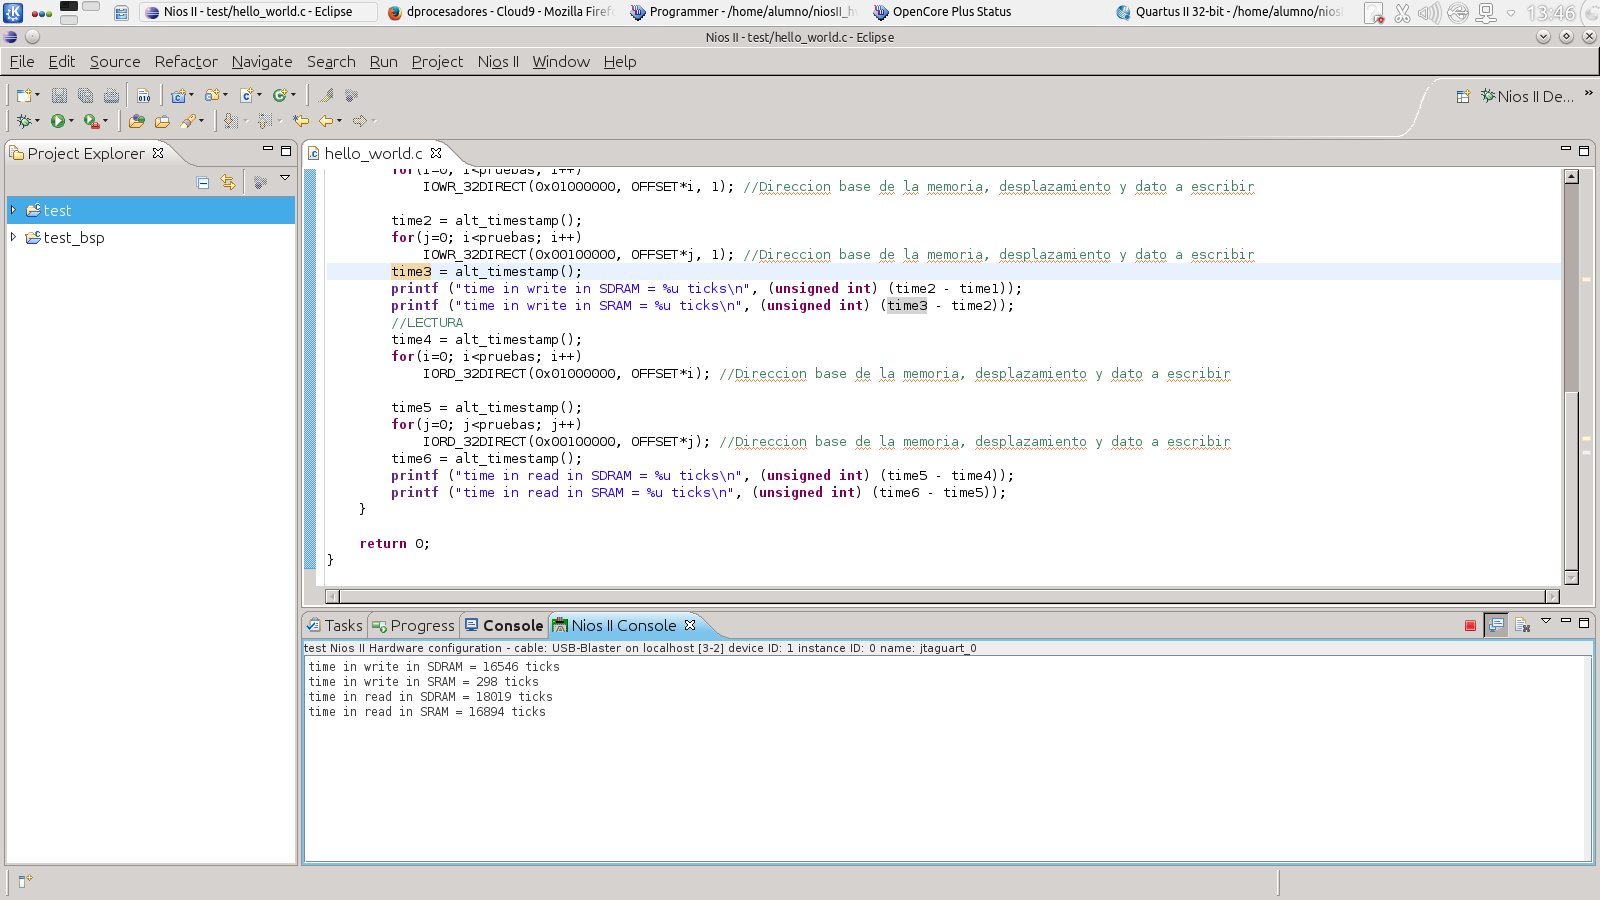 Nios II - test/hello_world.c - Eclipse
dprocesadores - Cloud9 - Mozilla Firef
Programmer - /home/alumno/niosII_h
OpenCore Plus Status
Quartus II 32-bit - /home/alumno/nios
13:46
Nios II - test/hello_world.c - Eclipse
File Edit Source Refactor Navigate Search Run Project Nios II Window Help
Nios II De... »
Project Explorer
test
test_bsp
hello_world.c
for(i=0; i<pruebas; i++)
IOWR_32DIRECT(0x01000000, OFFSET*i, 1); //Direccion base de la memoria, desplazamiento y dato a escribir
time2 = alt_timestamp();
for(j=0; i<pruebas; i++)
IOWR_32DIRECT(0x00100000, OFFSET*j, 1); //Direccion base de la memoria, desplazamiento y dato a escribir
time3 = alt_timestamp();
printf ("time in write in SDRAM = %u ticks\n", (unsigned int) (time2 - time1));
printf ("time in write in SRAM = %u ticks\n", (unsigned int) (time3 - time2));
//LECTURA
time4 = alt_timestamp();
for(i=0; i<pruebas; i++)
IORD_32DIRECT(0x01000000, OFFSET*i); //Direccion base de la memoria, desplazamiento y dato a escribir
time5 = alt_timestamp();
for(j=0; j<pruebas; j++)
IORD_32DIRECT(0x00100000, OFFSET*j); //Direccion base de la memoria, desplazamiento y dato a escribir
time6 = alt_timestamp();
printf ("time in read in SDRAM = %u ticks\n", (unsigned int) (time5 - time4));
printf ("time in read in SRAM = %u ticks\n", (unsigned int) (time6 - time5));
}
return 0;
}
Tasks Progress Console Nios II Console
test Nios II Hardware configuration - cable: USB-Blaster on localhost [3-2] device ID: 1 instance ID: 0 name: jtaguart_0
time in write in SDRAM = 16546 ticks
time in write in SRAM = 298 ticks
time in read in SDRAM = 18019 ticks
time in read in SRAM = 16894 ticks